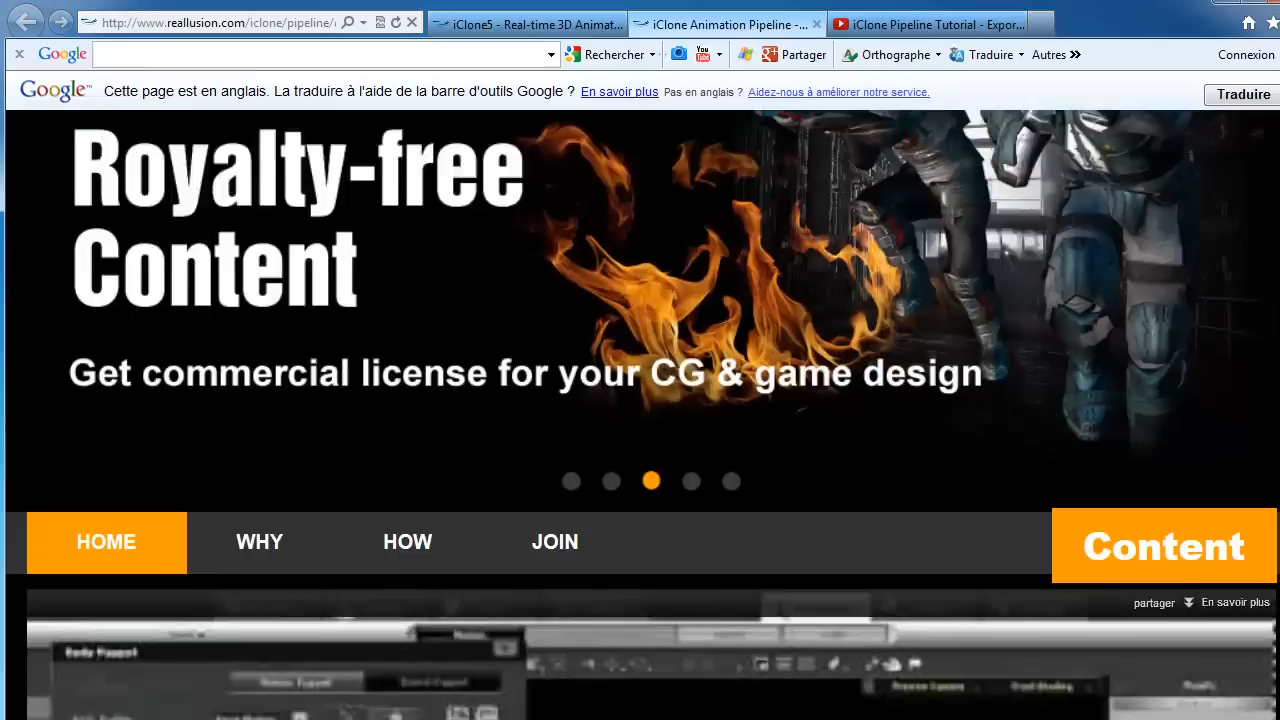 http://www.reallusion.com/iclone/pipeline/
iClone5 - Real-time 3D Animat...
iClone Animation Pipeline -...
iClone Pipeline Tutorial - Expor...
Google
Rechercher
Partager
Orthographe
Traduire
Autres
Connexion
Google™ Cette page est en anglais. La traduire à l'aide de la barre d'outils Google ? En savoir plus Pas en anglais ? Aidez-nous à améliorer notre service.
Traduire
Royalty-free
Content
Get commercial license for your CG & game design
HOME WHY HOW JOIN Content
partager En savoir plus
Body Puppet